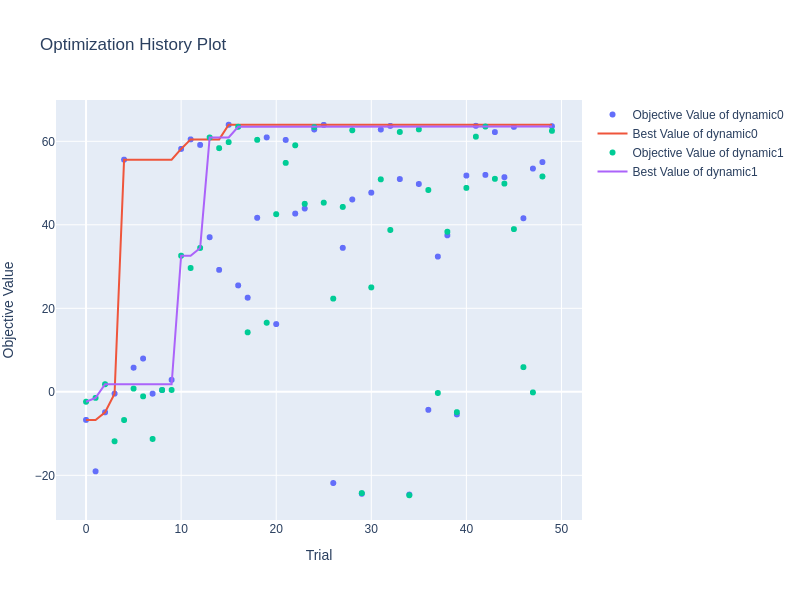 Optimization History Plot
Objective Value of dynamic0
Best Value of dynamic0
Objective Value of dynamic1
Best Value of dynamic1
Objective Value
60
40
20
0
−20
0
10
20
30
40
50
Trial